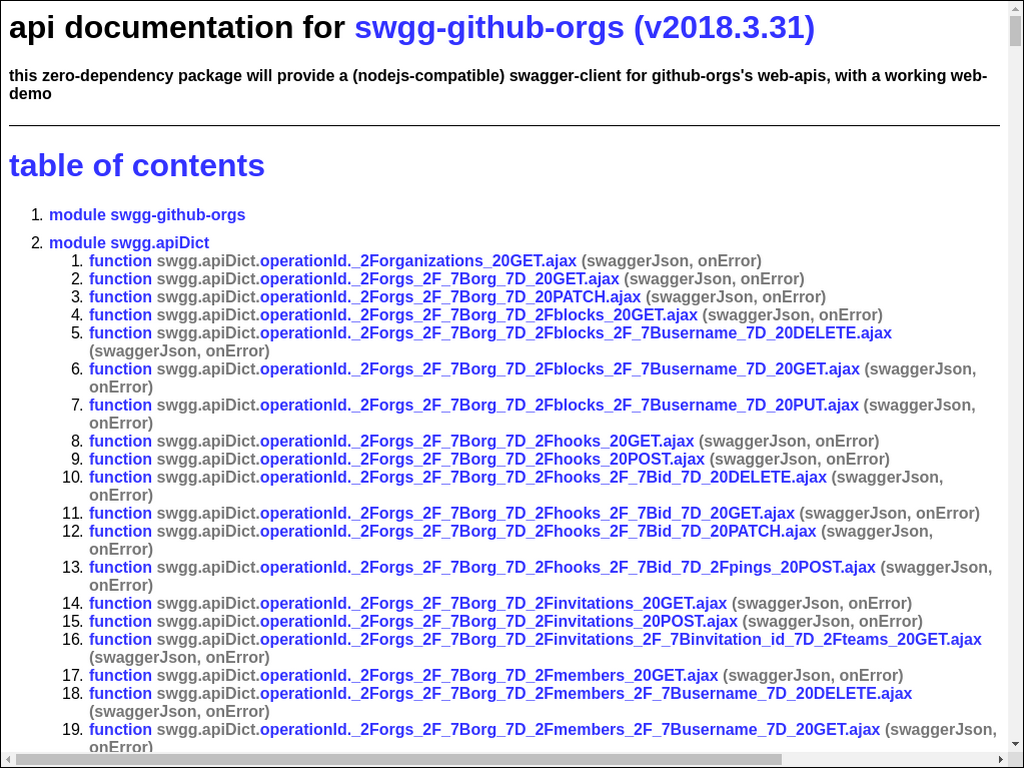 api documentation for swgg-github-orgs (v2018.3.31)
this zero-dependency package will provide a (nodejs-compatible) swagger-client for github-orgs's web-apis, with a working web-
demo
table of contents
1. module swgg-github-orgs
2. module swgg.apiDict
1. function swgg.apiDict.operationId._2Forganizations_20GET.ajax (swaggerJson, onError)
2. function swgg.apiDict.operationId._2Forgs_2F_7Borg_7D_20GET.ajax (swaggerJson, onError)
3. function swgg.apiDict.operationId._2Forgs_2F_7Borg_7D_20PATCH.ajax (swaggerJson, onError)
4. function swgg.apiDict.operationId._2Forgs_2F_7Borg_7D_2Fblocks_20GET.ajax (swaggerJson, onError)
5. function swgg.apiDict.operationId._2Forgs_2F_7Borg_7D_2Fblocks_2F_7Busername_7D_20DELETE.ajax
(swaggerJson, onError)
6. function swgg.apiDict.operationId._2Forgs_2F_7Borg_7D_2Fblocks_2F_7Busername_7D_20GET.ajax (swaggerJson,
onError)
7. function swgg.apiDict.operationId._2Forgs_2F_7Borg_7D_2Fblocks_2F_7Busername_7D_20PUT.ajax (swaggerJson,
onError)
8. function swgg.apiDict.operationId._2Forgs_2F_7Borg_7D_2Fhooks_20GET.ajax (swaggerJson, onError)
9. function swgg.apiDict.operationId._2Forgs_2F_7Borg_7D_2Fhooks_20POST.ajax (swaggerJson, onError)
10. function swgg.apiDict.operationId._2Forgs_2F_7Borg_7D_2Fhooks_2F_7Bid_7D_20DELETE.ajax (swaggerJson,
onError)
11. function swgg.apiDict.operationId._2Forgs_2F_7Borg_7D_2Fhooks_2F_7Bid_7D_20GET.ajax (swaggerJson, onError)
12. function swgg.apiDict.operationId._2Forgs_2F_7Borg_7D_2Fhooks_2F_7Bid_7D_20PATCH.ajax (swaggerJson,
onError)
13. function swgg.apiDict.operationId._2Forgs_2F_7Borg_7D_2Fhooks_2F_7Bid_7D_2Fpings_20POST.ajax (swaggerJson,
onError)
14. function swgg.apiDict.operationId._2Forgs_2F_7Borg_7D_2Finvitations_20GET.ajax (swaggerJson, onError)
15. function swgg.apiDict.operationId._2Forgs_2F_7Borg_7D_2Finvitations_20POST.ajax (swaggerJson, onError)
16. function swgg.apiDict.operationId._2Forgs_2F_7Borg_7D_2Finvitations_2F_7Binvitation_id_7D_2Fteams_20GET.ajax
(swaggerJson, onError)
17. function swgg.apiDict.operationId._2Forgs_2F_7Borg_7D_2Fmembers_20GET.ajax (swaggerJson, onError)
18. function swgg.apiDict.operationId._2Forgs_2F_7Borg_7D_2Fmembers_2F_7Busername_7D_20DELETE.ajax
(swaggerJson, onError)
19. function swgg.apiDict.operationId._2Forgs_2F_7Borg_7D_2Fmembers_2F_7Busername_7D_20GET.ajax (swaggerJson,
onError)